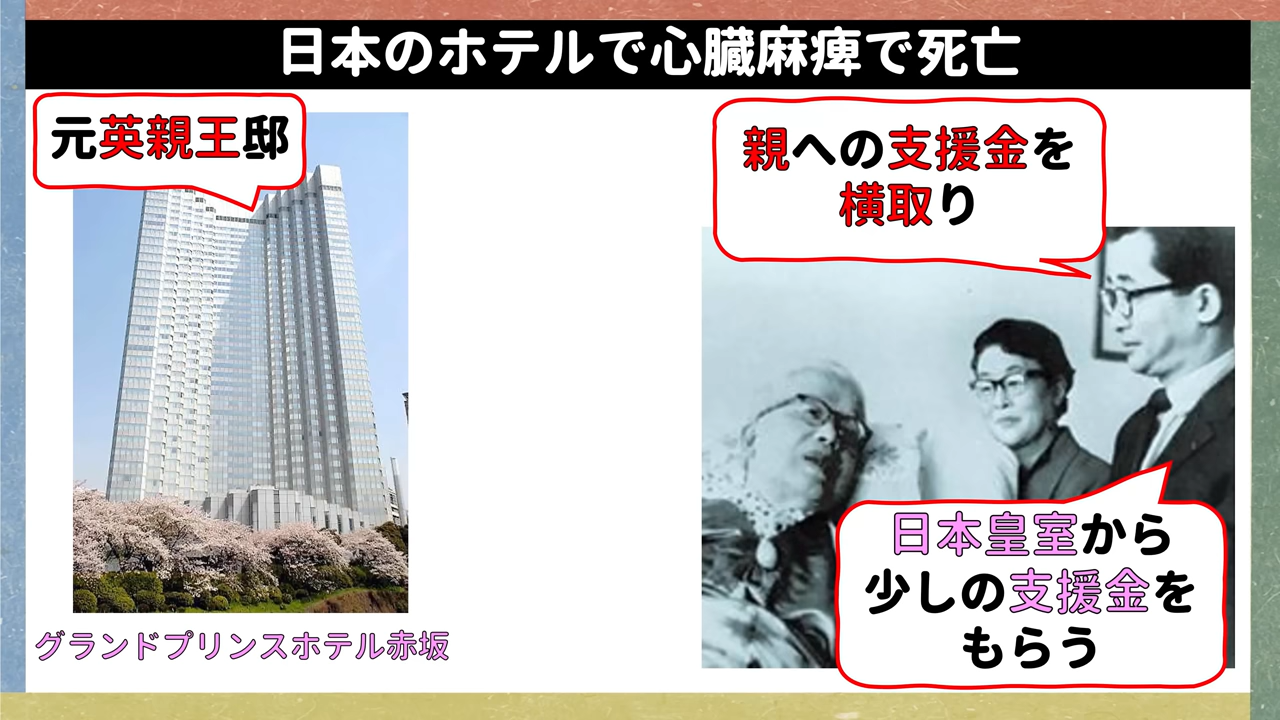 日本のホテルで心臓麻痺で死亡
元英親王邸
親への支援金を
横取り
日本皇室から
少しの支援金を
もらう
グランドプリンスホテル赤坂